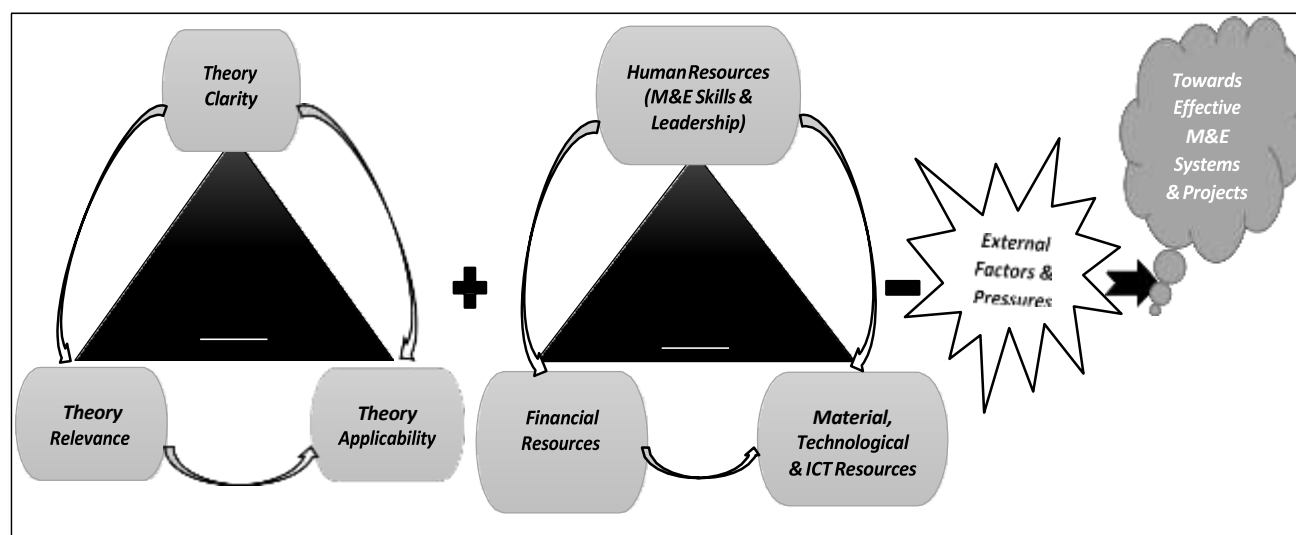 Theory
Clarity
Theory
Relevance
Theory
Applicability
+
Human Resources
(M&E Skills &
Leadership)
Financial
Resources
Material,
Technological
& ICT Resources
-
External
Factors &
Pressures
Towards
Effective
M&E
Systems
& Projects